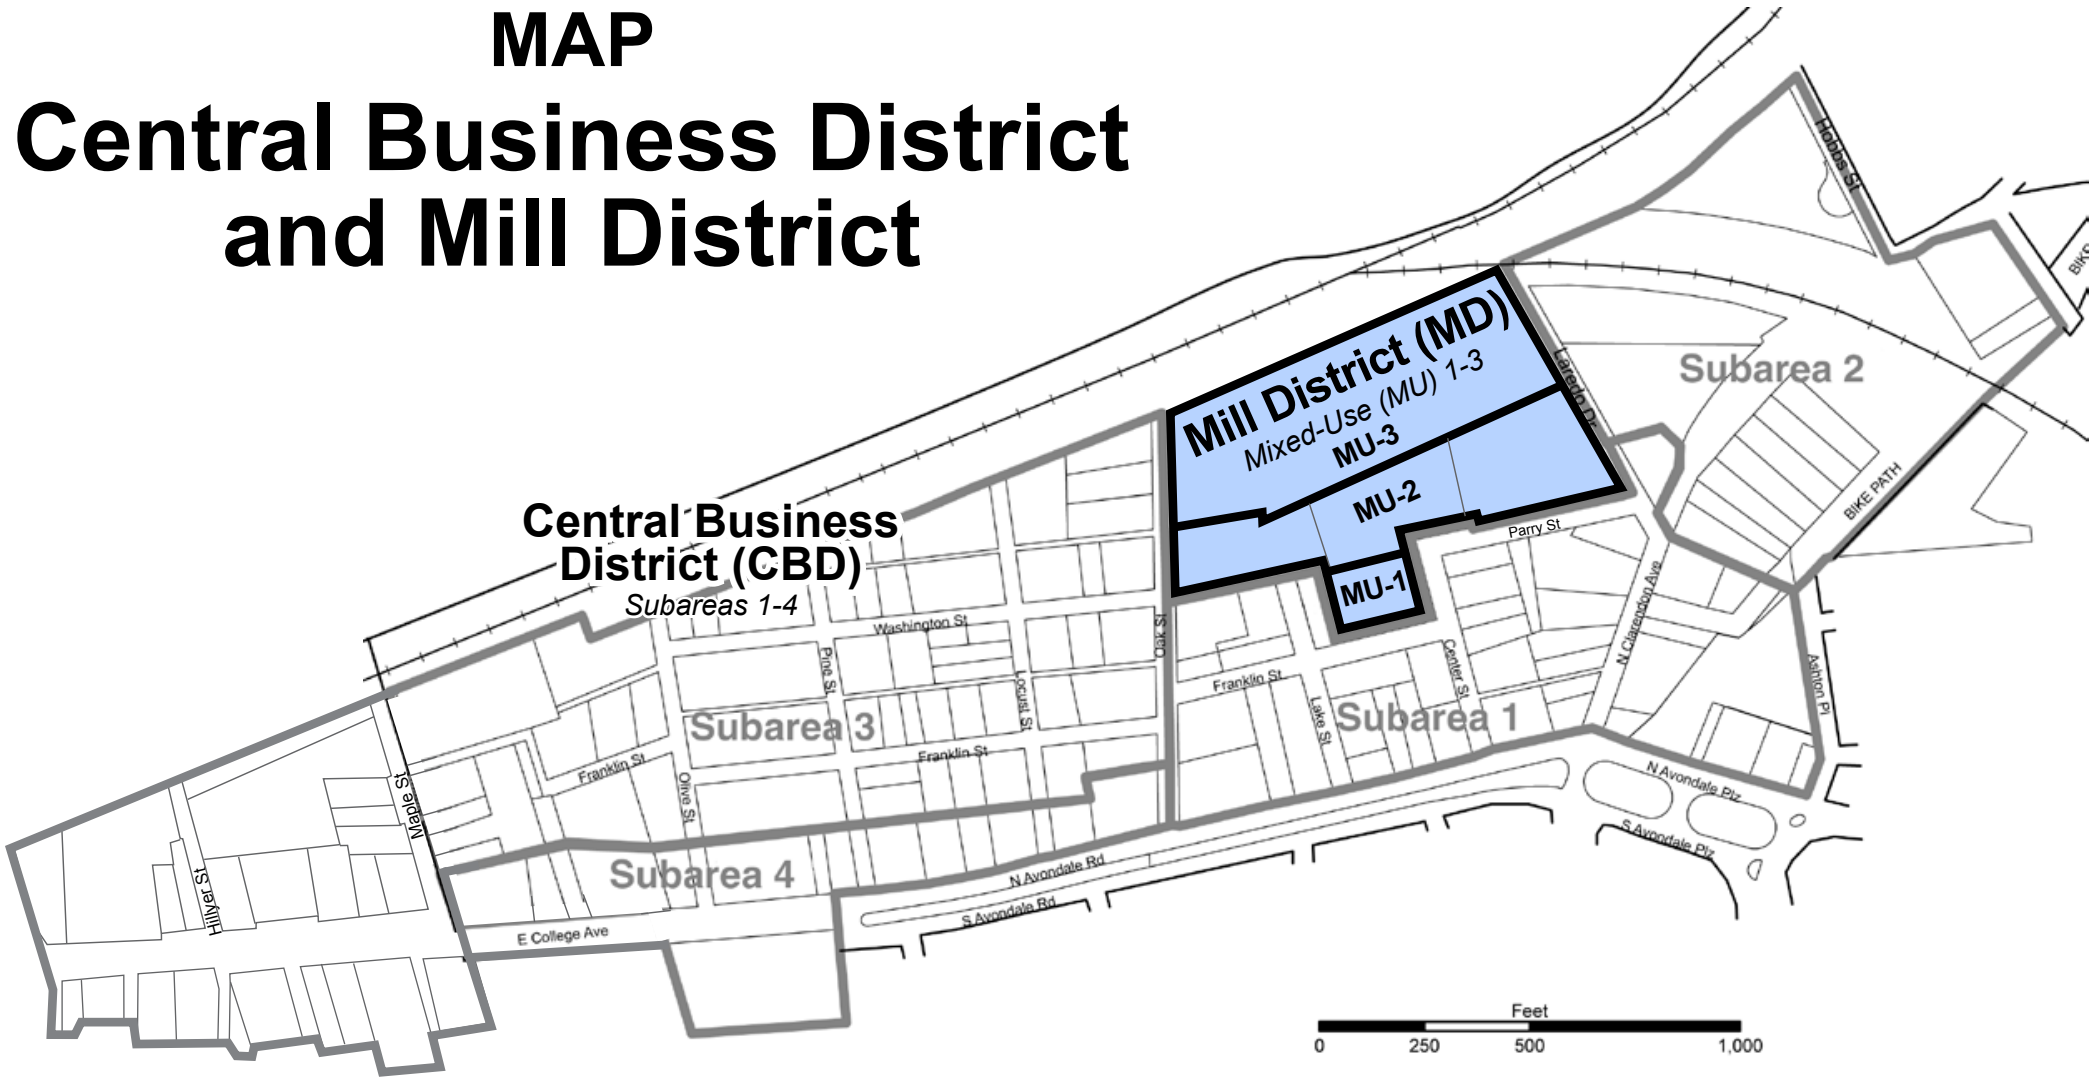 MAP
Central Business District
and Mill District
Hobbs St
BIKE
Mill District (MD)
Mixed-Use (MU) 1-3
MU-3
MU-2
MU-1
Laredo Dr
Subarea 2
BIKE PATH
Parry St
Central Business
District (CBD)
Subareas 1-4
Washington St
Oak St
Pine St
Locust St
Franklin St
Lake St
Center St
N Clarendon Ave
Ashton Pl
Subarea 3
Subarea 1
Franklin St
Franklin St
Olive St
Maple St
Hillyer St
N Avondale Plz
S Avondale Plz
Subarea 4
N Avondale Rd
S Avondale Rd
E College Ave
Feet
0 250 500 1,000